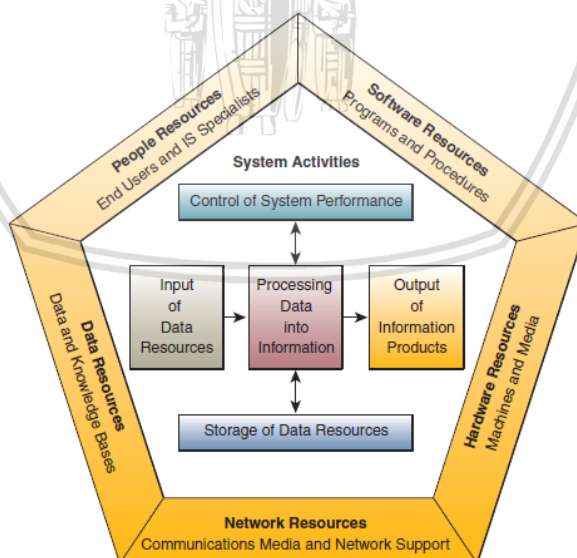 People Resources
End Users and IS Specialists
Software Resources
Programs and Procedures
System Activities
Control of System Performance
Input
of
Data
Resources
Processing
Data
into
Information
Output
of
Information
Products
Storage of Data Resources
Data Resources
Data and Knowledge Bases
Hardware Resources
Machines and Media
Network Resources
Communications Media and Network Support